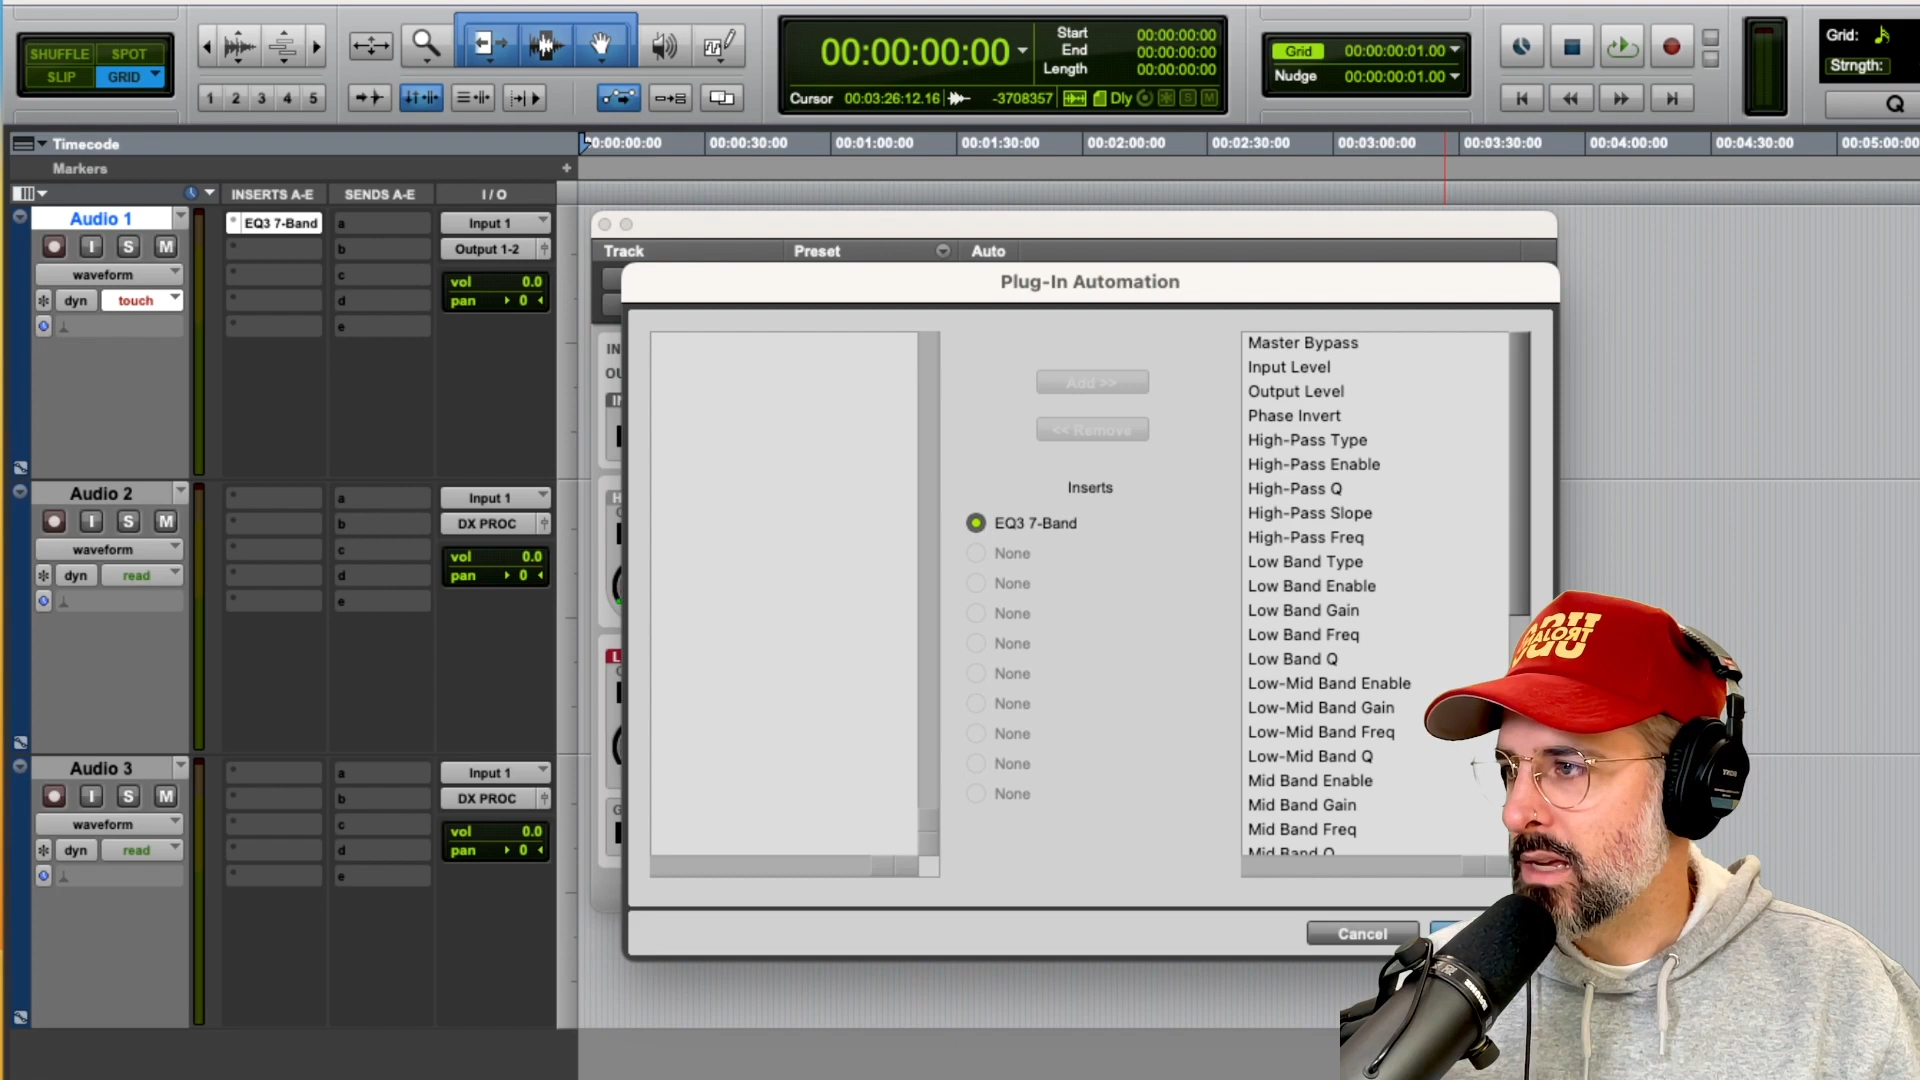 SHUFFLE SPOT
SLIP GRID
1 2 3 4 5
00:00:00:00
Start 00:00:00:00
End 00:00:00:00
Length 00:00:00:00
Cursor 00:03:26:12.16 -3708357 Dly S M
Grid 00:00:00:01.00
Nudge 00:00:00:01.00
Grid:
Strngth:
Q
Timecode
0:00:00:00 00:00:30:00 00:01:00:00 00:01:30:00 00:02:00:00 00:02:30:00 00:03:00:00 00:03:30:00 00:04:00:00 00:04:30:00 00:05:00:00
Markers
INSERTS A-E SENDS A-E I / O
Audio 1
EQ3 7-Band
a
b
c
d
e
Input 1
Output 1-2
I S M
waveform
dyn touch
vol 0.0
pan 0
Audio 2
a
b
c
d
e
Input 1
DX PROC
I S M
waveform
dyn read
vol 0.0
pan 0
Audio 3
a
b
c
d
e
Input 1
DX PROC
I S M
waveform
dyn read
vol 0.0
pan 0
Track Preset Auto
Plug-In Automation
Add >>
<< Remove
Inserts
EQ3 7-Band
None
None
None
None
None
None
None
None
None
Master Bypass
Input Level
Output Level
Phase Invert
High-Pass Type
High-Pass Enable
High-Pass Q
High-Pass Slope
High-Pass Freq
Low Band Type
Low Band Enable
Low Band Gain
Low Band Freq
Low Band Q
Low-Mid Band Enable
Low-Mid Band Gain
Low-Mid Band Freq
Low-Mid Band Q
Mid Band Enable
Mid Band Gain
Mid Band Freq
Mid Band Q
Cancel